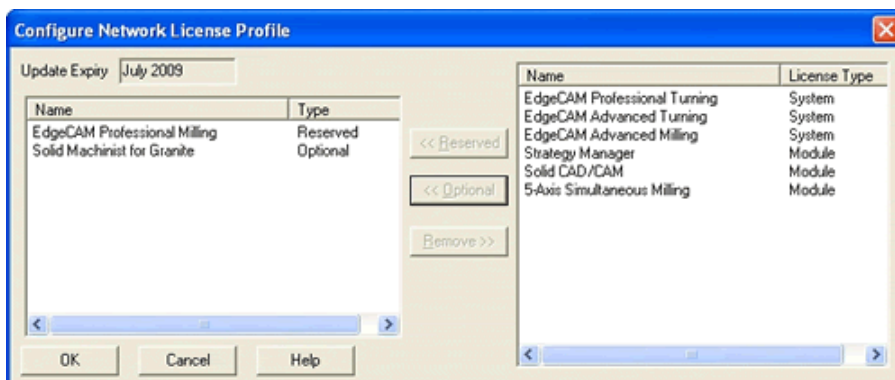 Configure Network License Profile
Update Expiry July 2009
Name Type
EdgeCAM Professional Milling Reserved
Solid Machinist for Granite Optional
<< Reserved
<< Optional
Remove >>
Name License Type
EdgeCAM Professional Turning System
EdgeCAM Advanced Turning System
EdgeCAM Advanced Milling System
Strategy Manager Module
Solid CAD/CAM Module
5-Axis Simultaneous Milling Module
OK Cancel Help